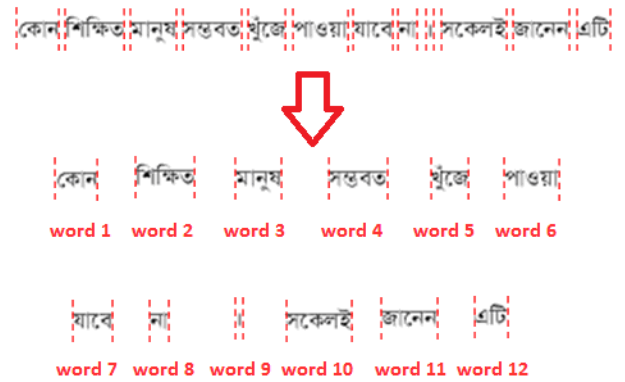 কোন শিক্ষিত মানুষ সম্ভবত খুঁজে পাওয়া যাবে না । সকেলই জানেন এটি
কোন শিক্ষিত মানুষ সম্ভবত খুঁজে পাওয়া
word 1 word 2 word 3 word 4 word 5 word 6
যাবে না । সকেলই জানেন এটি
word 7 word 8 word 9 word 10 word 11 word 12